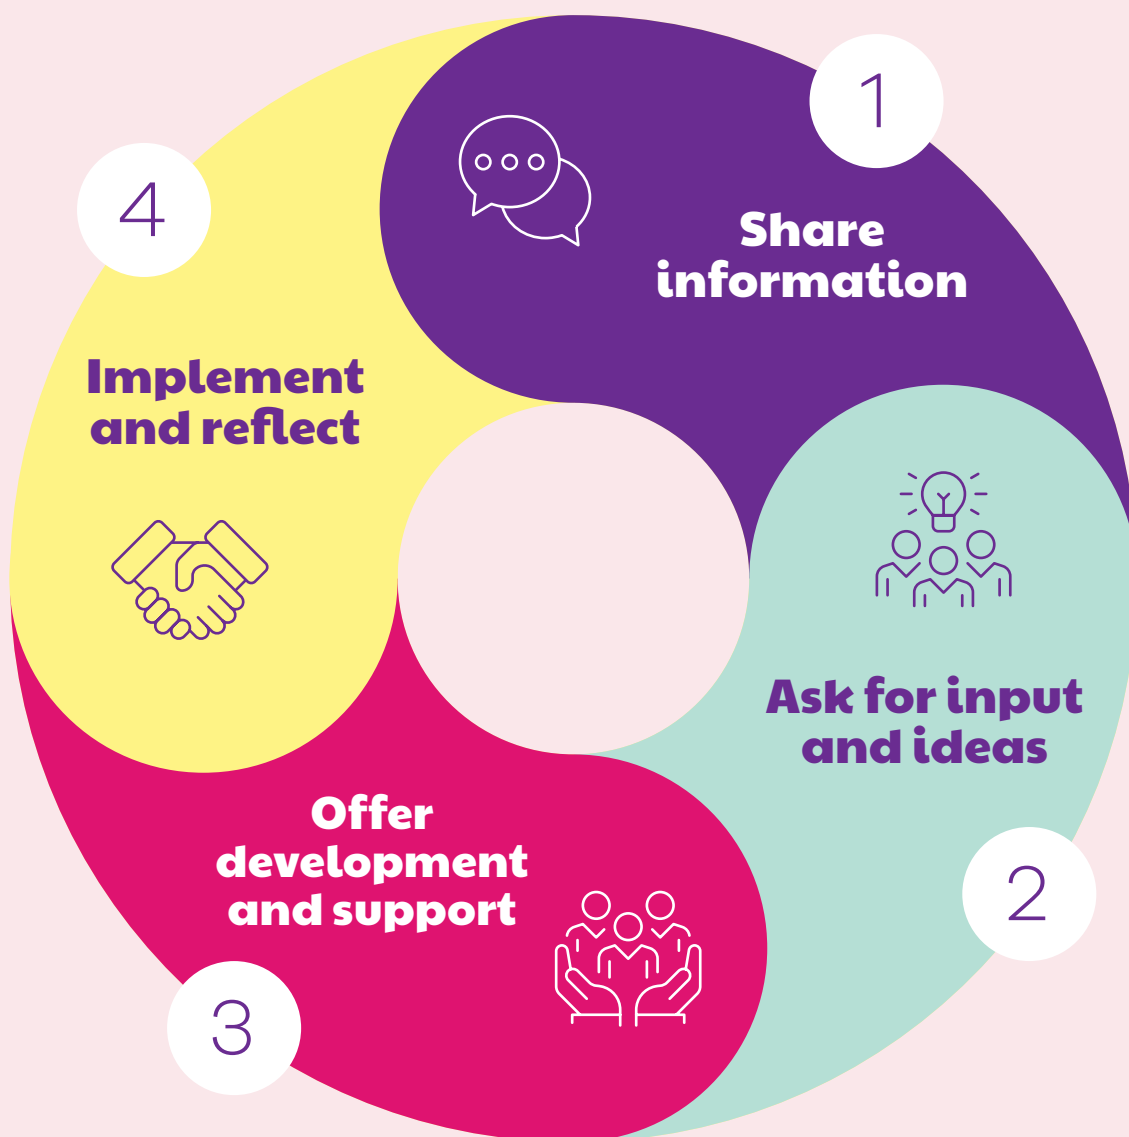 1
Share
information
2
Ask for input
and ideas
3
Offer
development
and support
4
Implement
and reflect